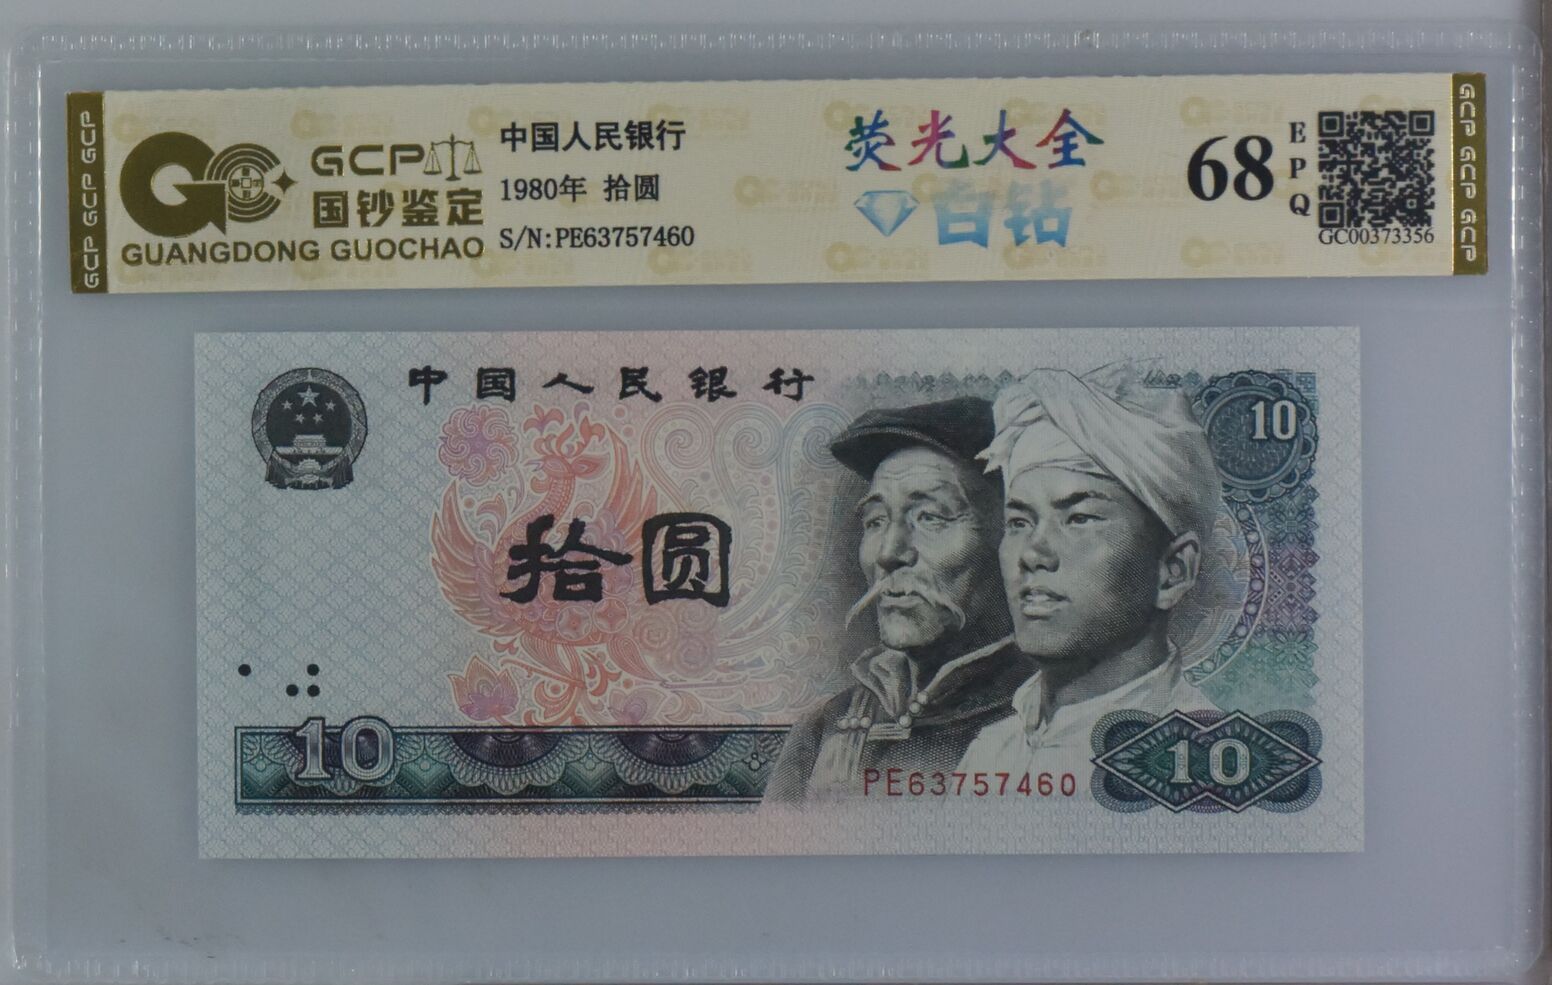 GCP GCP GCP
GCP
国钞鉴定
GUANGDONG GUOCHAO
中国人民银行
1980年 拾圆
S/N:PE63757460
荧光大全
白钻
68
EPQ
GC00373356
GCP GCP GCP
中国人民银行
10
拾圆
10
PE63757460
10